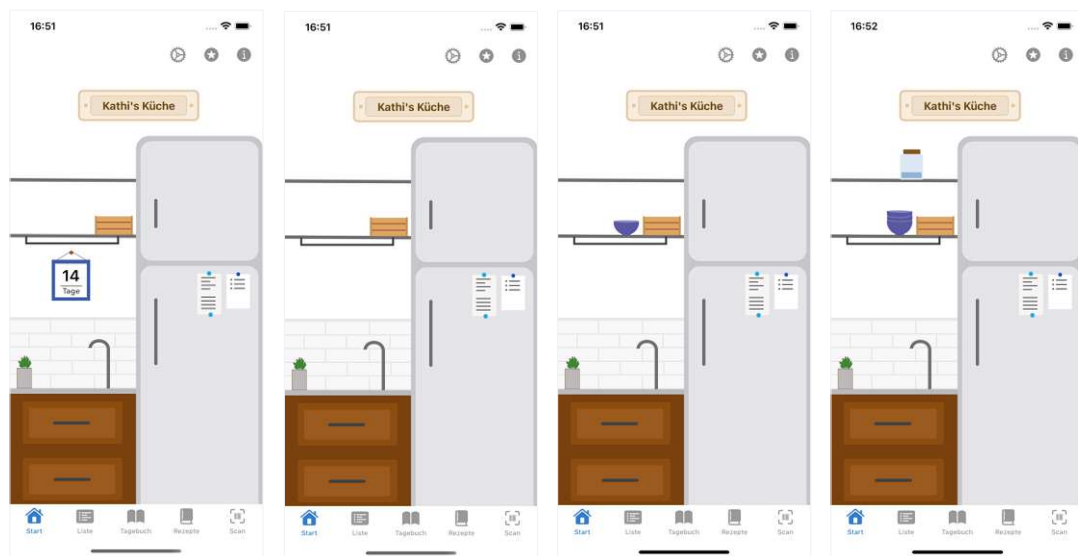 16:51
Kathi's Küche
14
Tage
Start Liste Tagebuch Rezepte Scan
16:51
Kathi's Küche
Start Liste Tagebuch Rezepte Scan
16:51
Kathi's Küche
Start Liste Tagebuch Rezepte Scan
16:52
Kathi's Küche
Start Liste Tagebuch Rezepte Scan